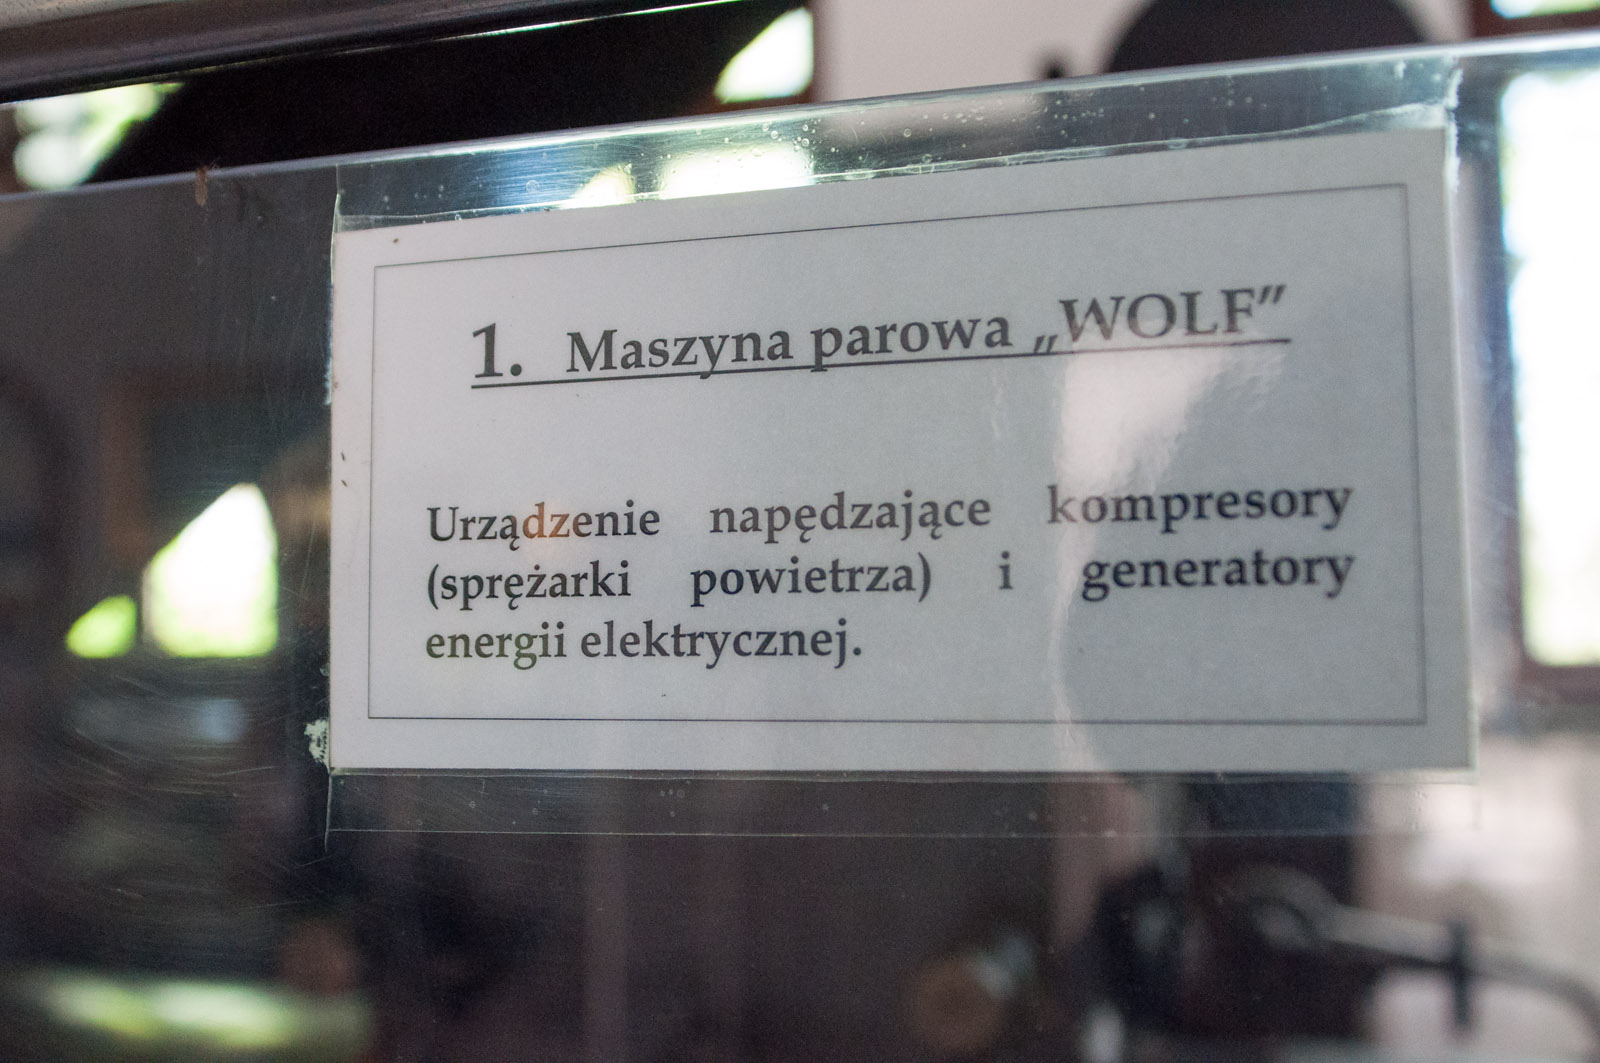 1. Maszyna parowa „WOLF”
Urządzenie napędzające kompresory
(sprężarki powietrza) i generatory
energii elektrycznej.